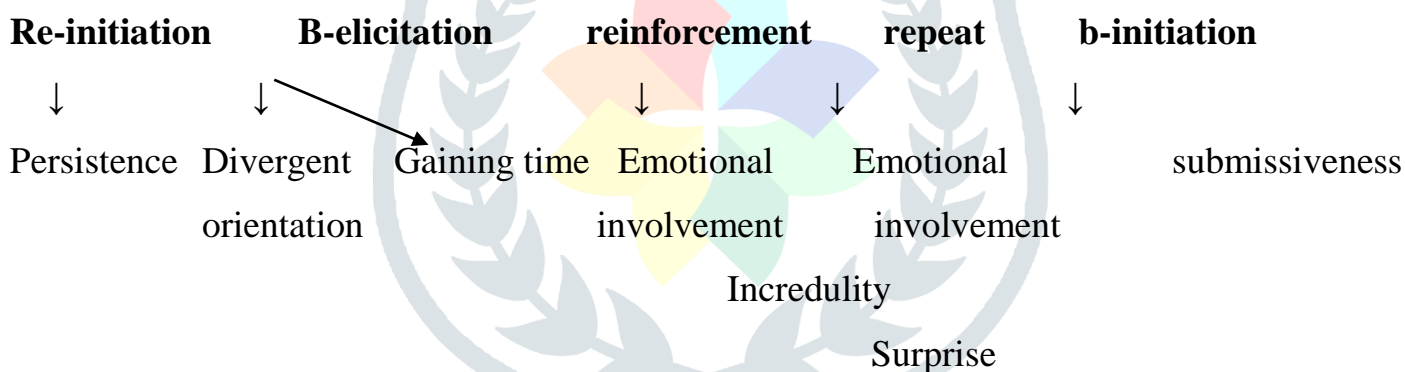 Re-initiation B-elicitation reinforcement repeat b-initiation
↓ ↓ ↓ ↓ ↓
Persistence Divergent Gaining time Emotional Emotional submissiveness
orientation involvement involvement
Incredulity
Surprise